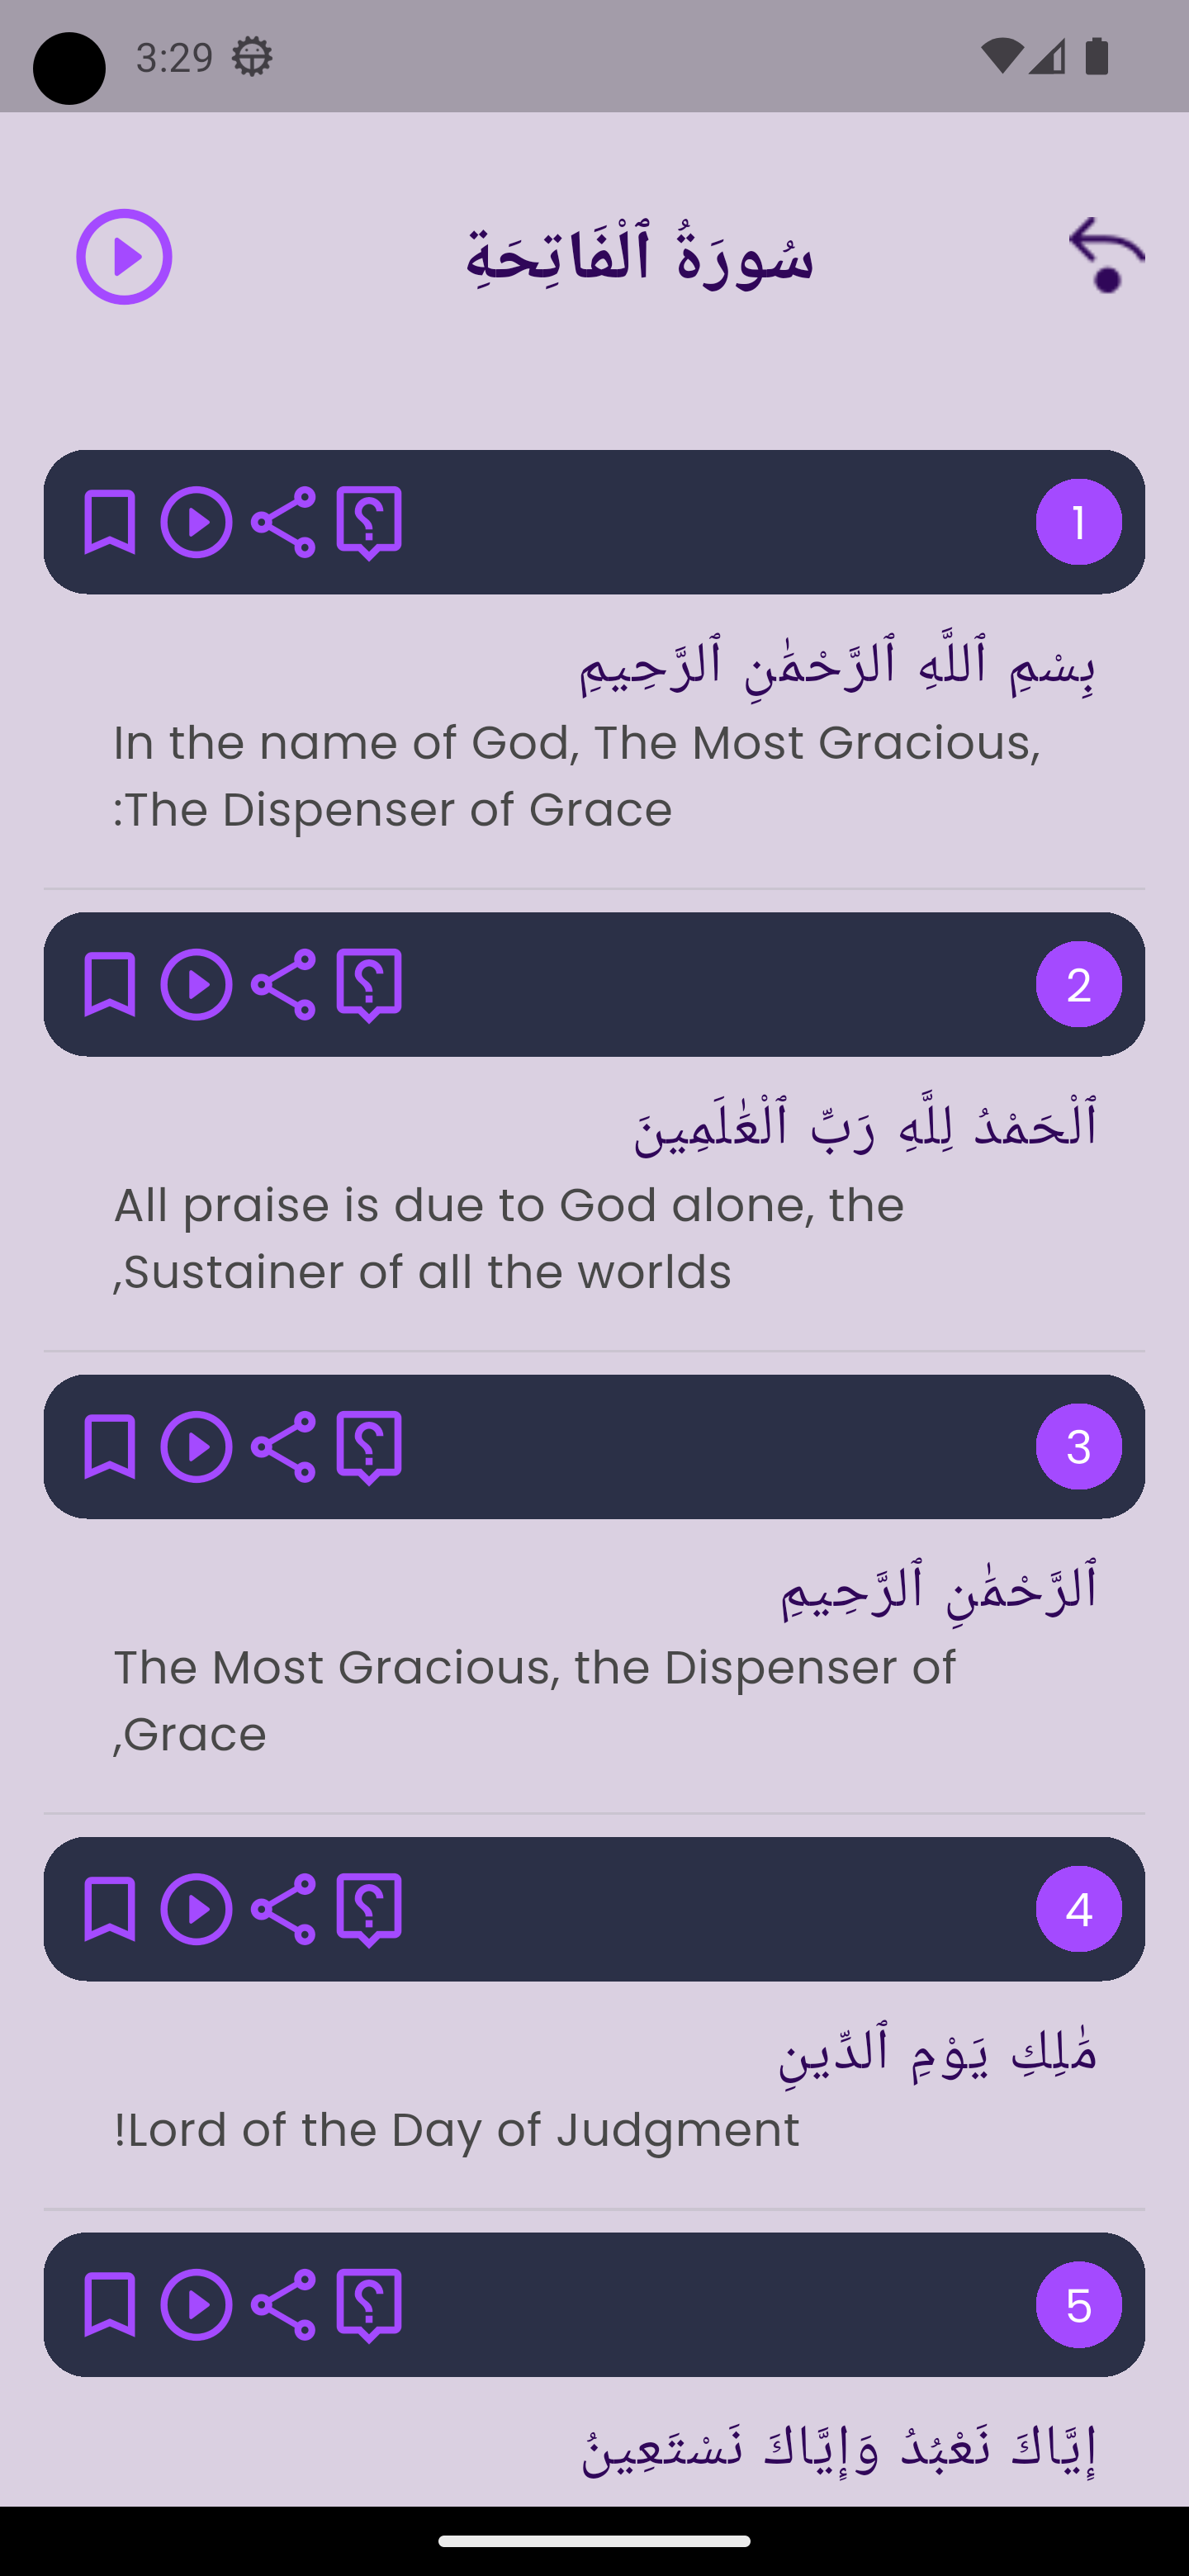 3:29
سُورَةُ ٱلْفَاتِحَةِ
1
بِسْمِ ٱللَّهِ ٱلرَّحْمَٰنِ ٱلرَّحِيمِ
In the name of God, The Most Gracious,
:The Dispenser of Grace
2
ٱلْحَمْدُ لِلَّهِ رَبِّ ٱلْعَٰلَمِينَ
All praise is due to God alone, the
,Sustainer of all the worlds
3
ٱلرَّحْمَٰنِ ٱلرَّحِيمِ
The Most Gracious, the Dispenser of
,Grace
4
مَٰلِكِ يَوْمِ ٱلدِّينِ
!Lord of the Day of Judgment
5
إِيَّاكَ نَعْبُدُ وَإِيَّاكَ نَسْتَعِينُ